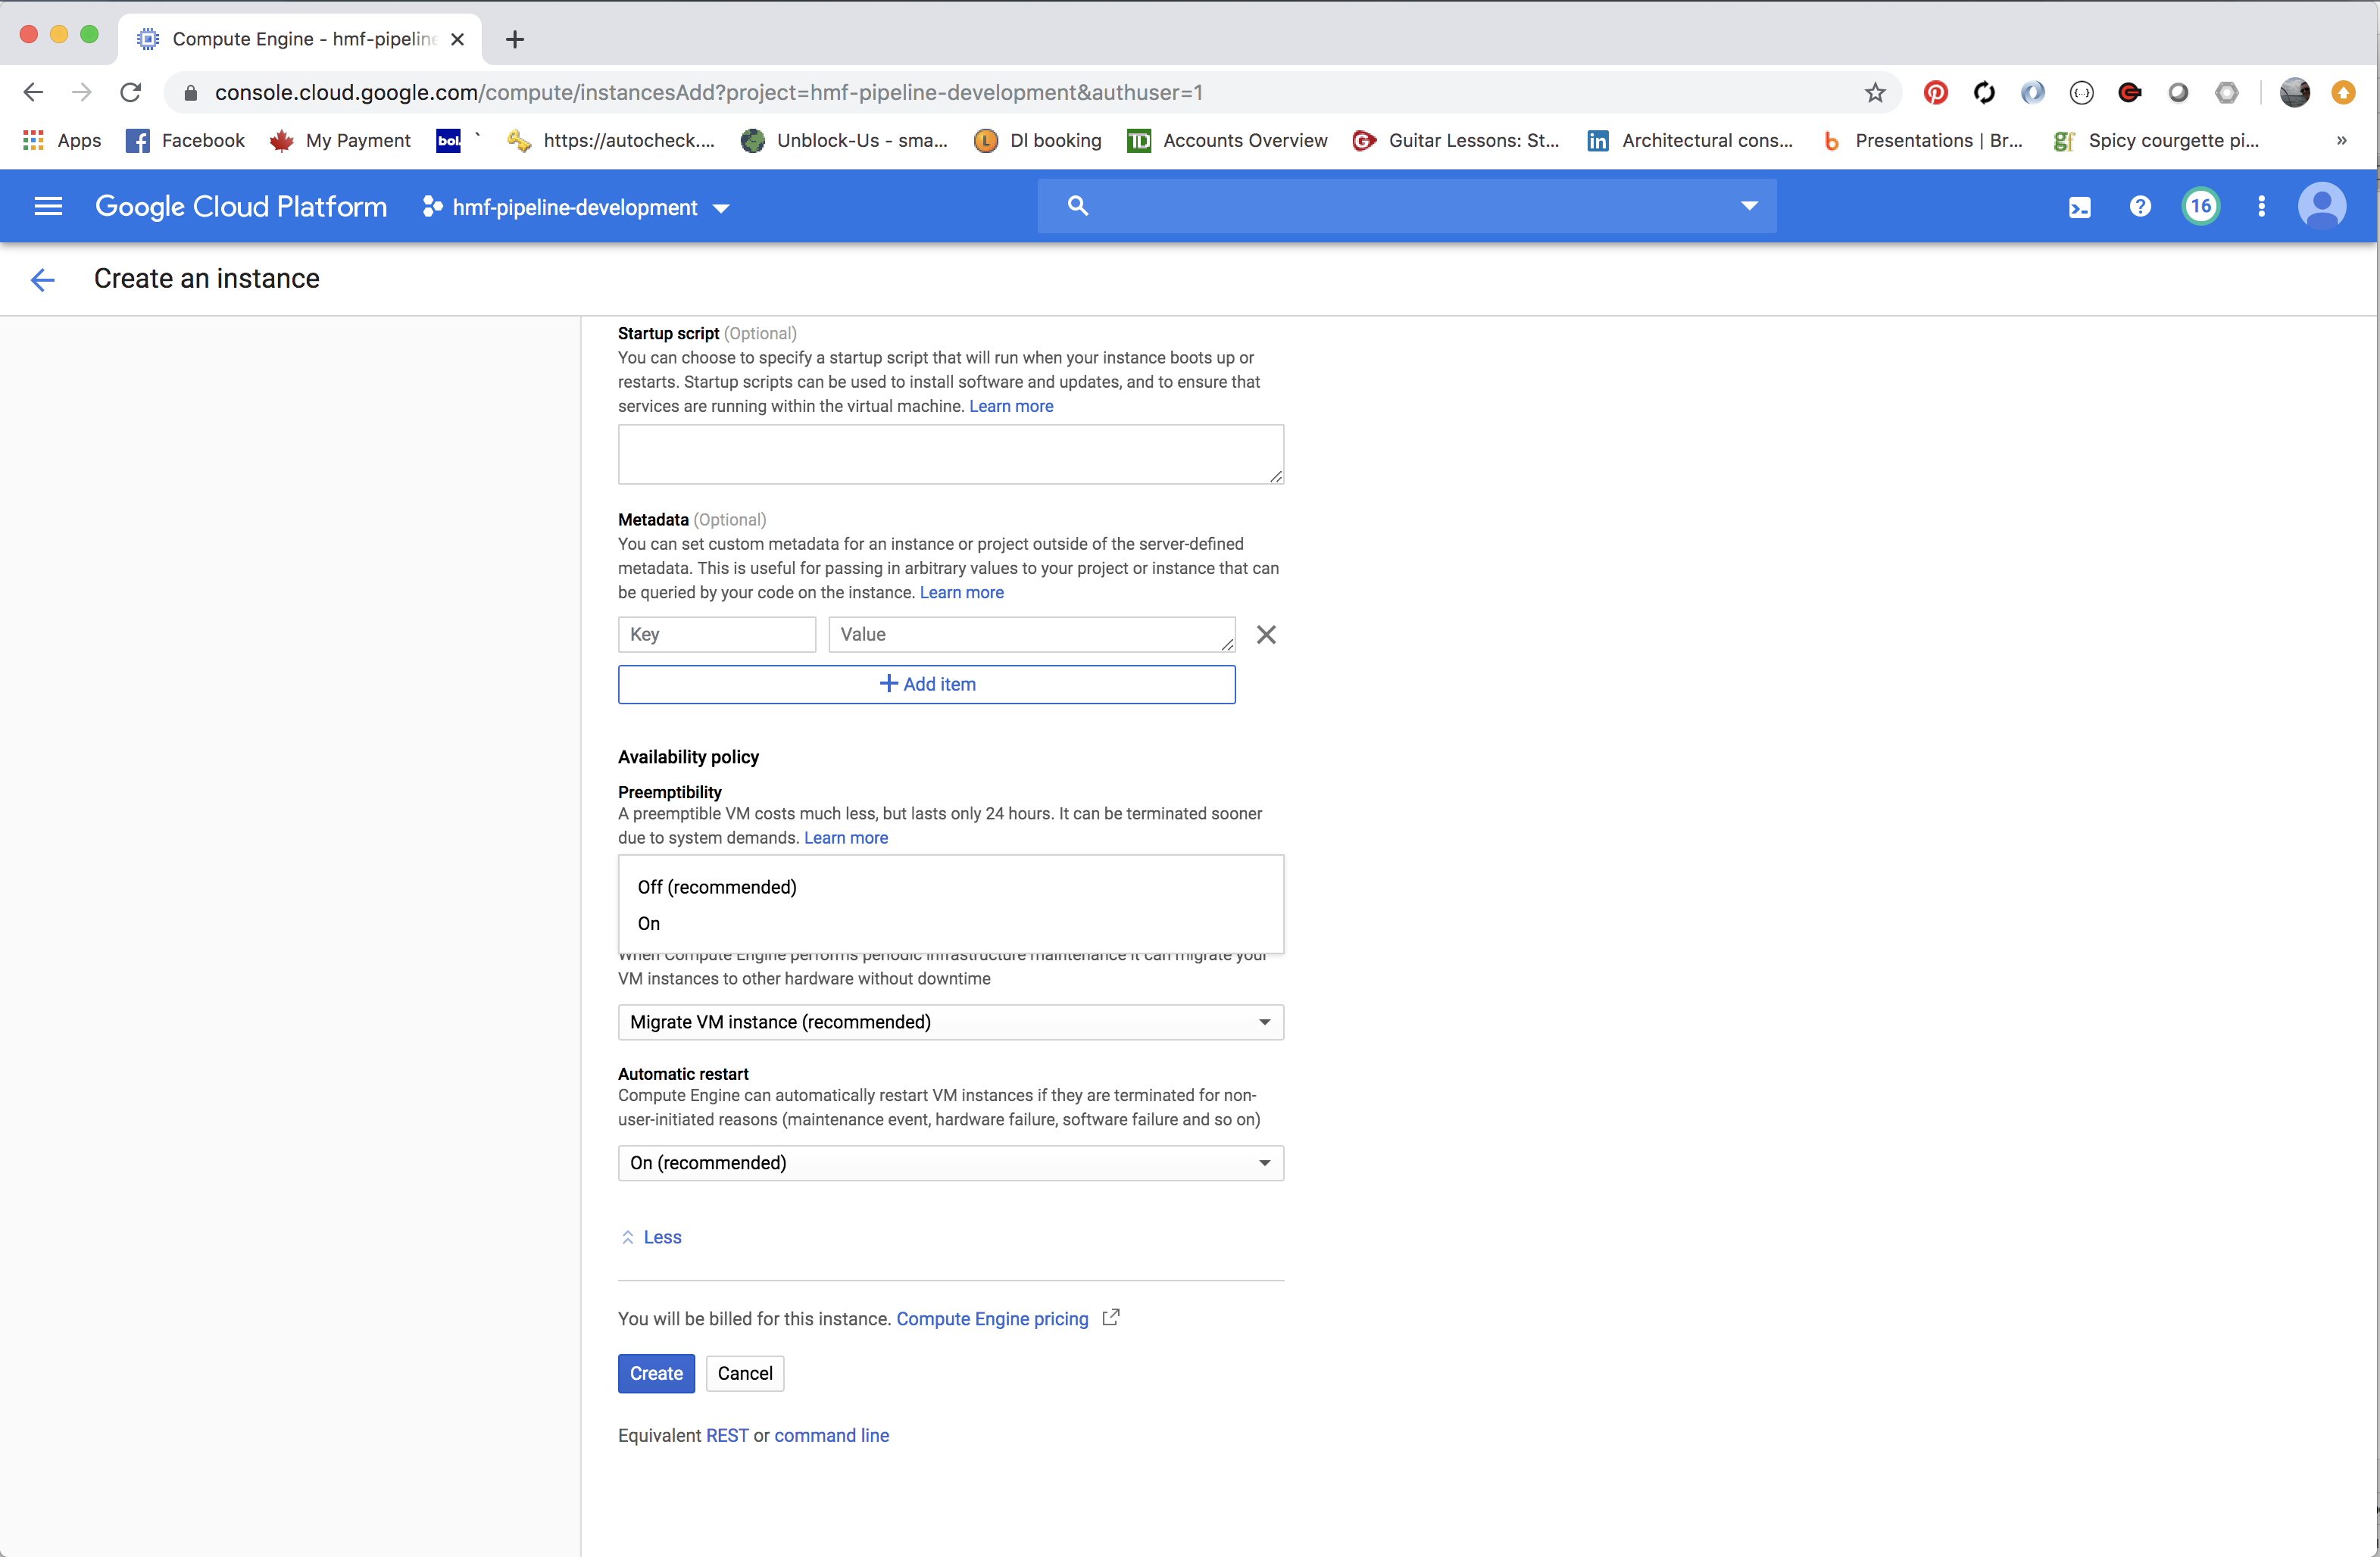 Compute Engine - hmf-pipeline
console.cloud.google.com/compute/instancesAdd?project=hmf-pipeline-development&authuser=1
Apps Facebook My Payment bol. ` https://autocheck.... Unblock-Us - sma... DI booking TD Accounts Overview Guitar Lessons: St... in Architectural cons... Presentations | Br... gf Spicy courgette pi... »
Google Cloud Platform hmf-pipeline-development 16
Create an instance
Startup script (Optional)
You can choose to specify a startup script that will run when your instance boots up or
restarts. Startup scripts can be used to install software and updates, and to ensure that
services are running within the virtual machine. Learn more
Metadata (Optional)
You can set custom metadata for an instance or project outside of the server-defined
metadata. This is useful for passing in arbitrary values to your project or instance that can
be queried by your code on the instance. Learn more
Key Value
+ Add item
Availability policy
Preemptibility
A preemptible VM costs much less, but lasts only 24 hours. It can be terminated sooner
due to system demands. Learn more
Off (recommended)
On
When Compute Engine performs periodic infrastructure maintenance it can migrate your
VM instances to other hardware without downtime
Migrate VM instance (recommended)
Automatic restart
Compute Engine can automatically restart VM instances if they are terminated for non-
user-initiated reasons (maintenance event, hardware failure, software failure and so on)
On (recommended)
Less
You will be billed for this instance. Compute Engine pricing
Create Cancel
Equivalent REST or command line